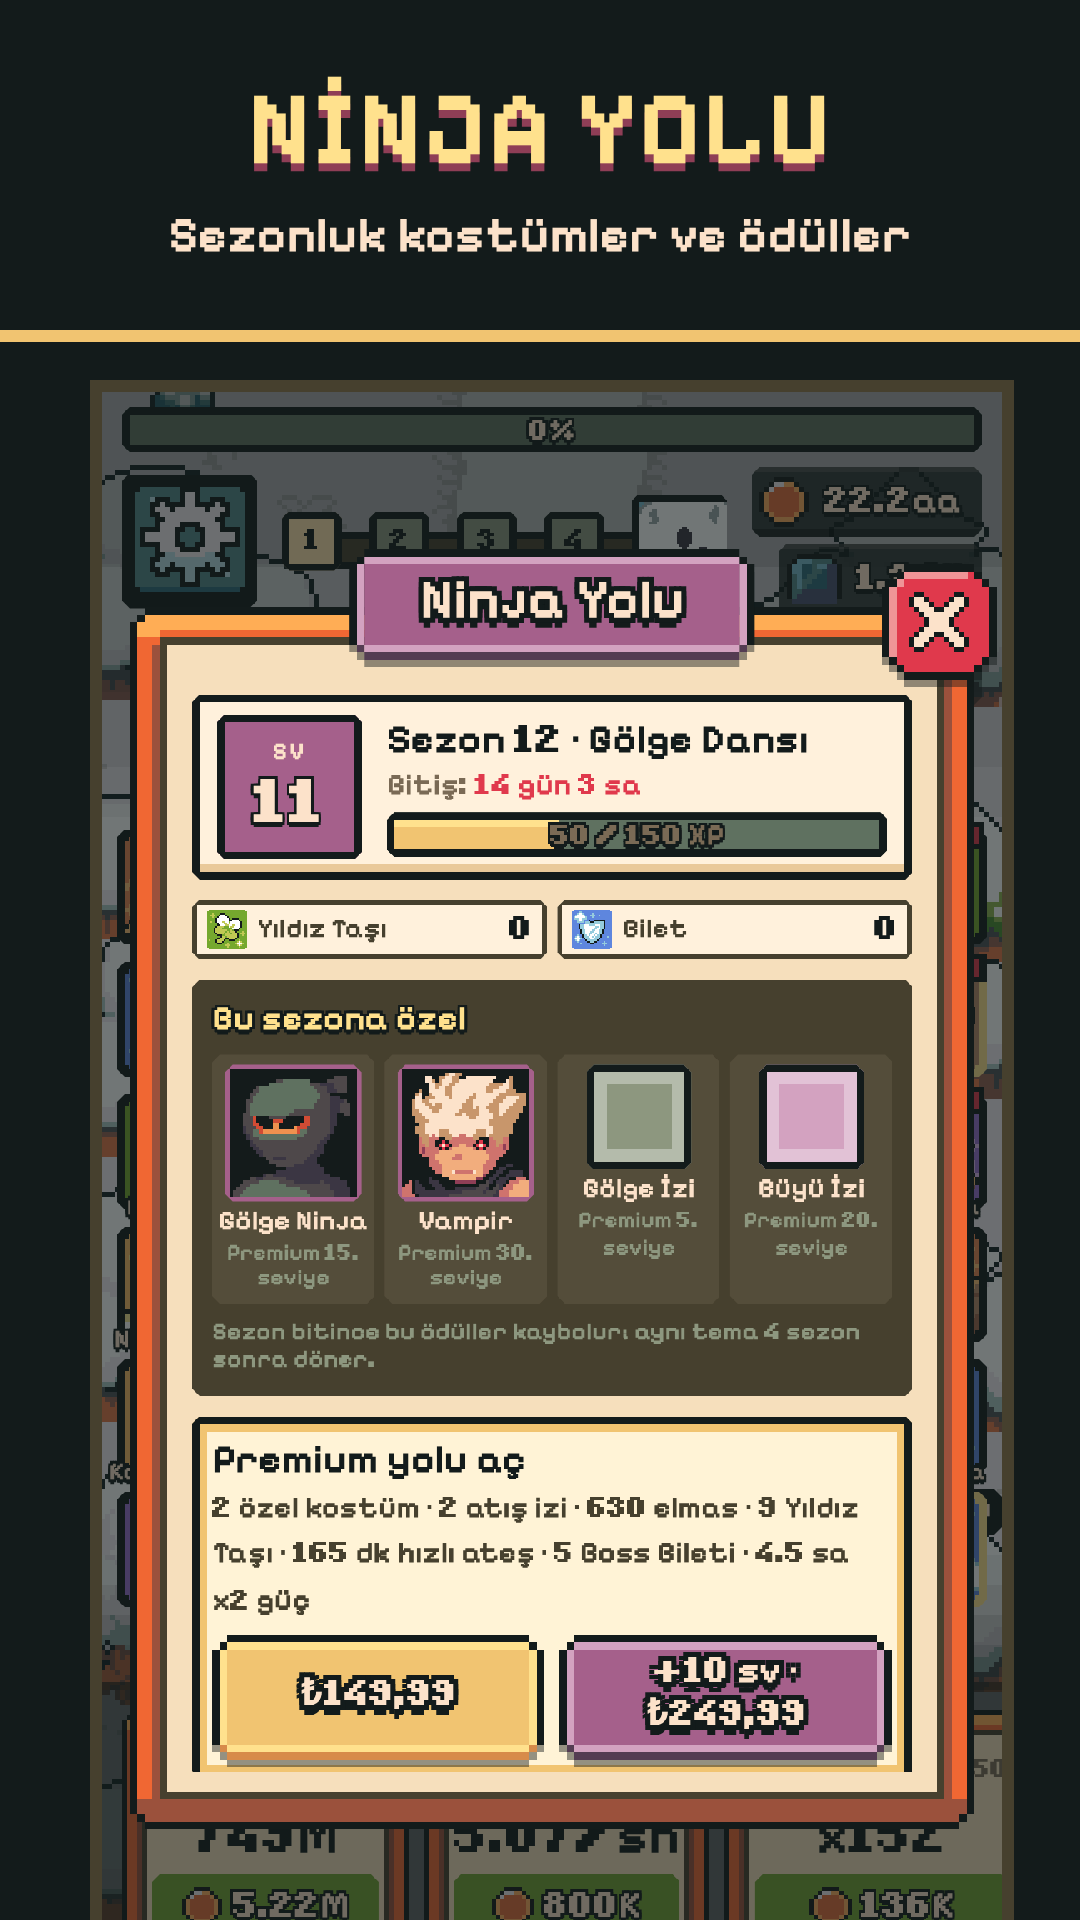 NİNJA YOLU
Sezonluk kostümler ve ödüller
0%
1 2 3 4
22.2aa
Ninja Yolu
SV
11
Sezon 12 · Gölge Dansı
Bitiş: 14 gün 3 sa
50 / 150 XP
Yıldız Taşı 0
Bilet 0
Bu sezona özel
Gölge Ninja
Premium 15.
seviye
Vampir
Premium 30.
seviye
Gölge İzi
Premium 5.
seviye
Büyü İzi
Premium 20.
seviye
Sezon bitince bu ödüller kaybolur; aynı tema 4 sezon
sonra döner.
Premium yolu aç
2 özel kostüm · 2 atış izi · 630 elmas · 9 Yıldız
Taşı · 165 dk hızlı ateş · 5 Boss Bileti · 4.5 sa
x2 güç
₺149,99
+10 sv ·
₺249,99
5.22M
800K
136K